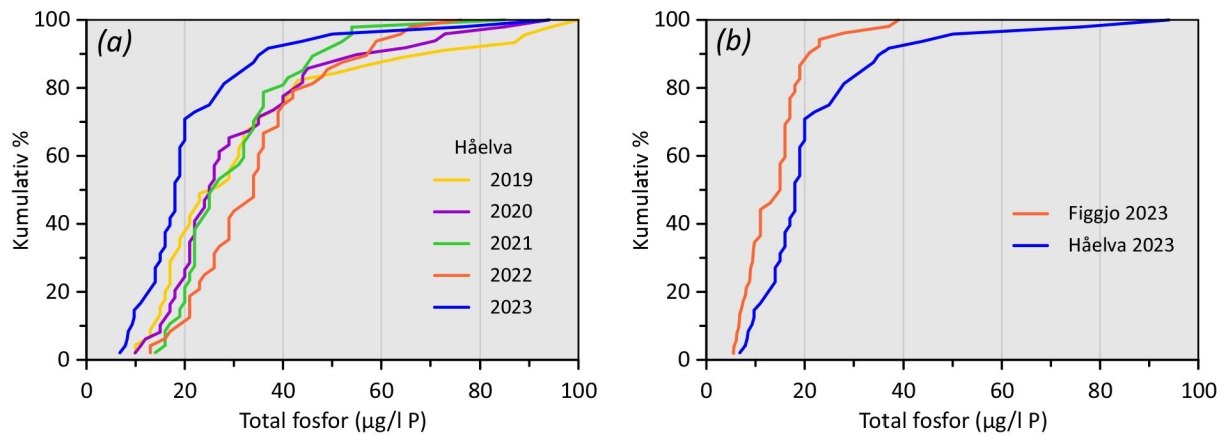 (a)
Kumulativ %
100
80
60
40
20
0
Håelva
2019
2020
2021
2022
2023
0 20 40 60 80 100
Total fosfor (µg/l P)
(b)
Kumulativ %
100
80
60
40
20
0
Figgjo 2023
Håelva 2023
0 20 40 60 80 100
Total fosfor (µg/l P)